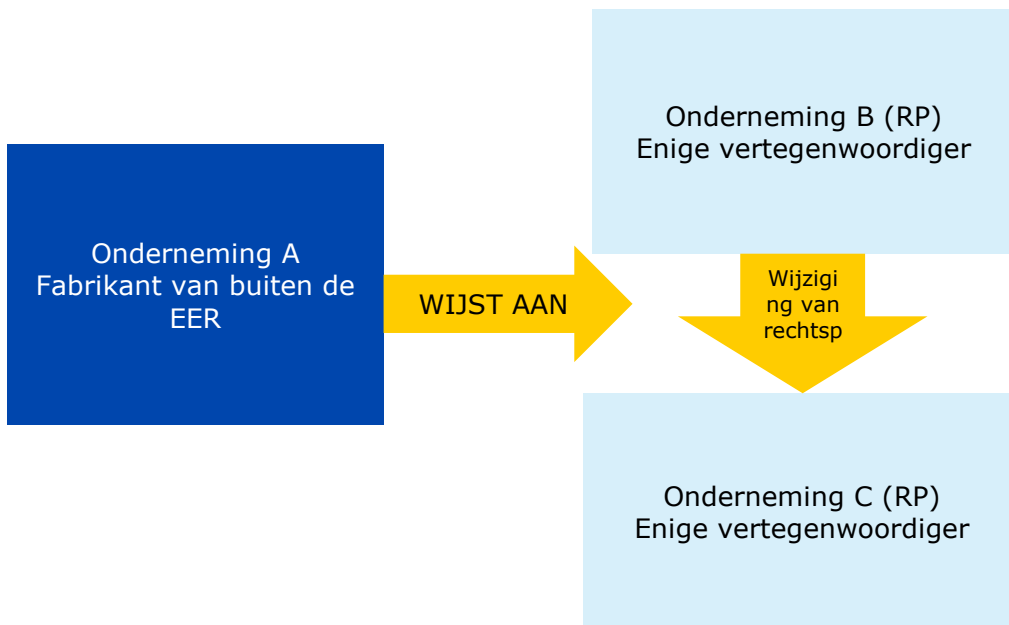 Onderneming A
Fabrikant van buiten de
EER
WIJST AAN
Onderneming B (RP)
Enige vertegenwoordiger
Wijzigi
ng van
rechtsp
Onderneming C (RP)
Enige vertegenwoordiger